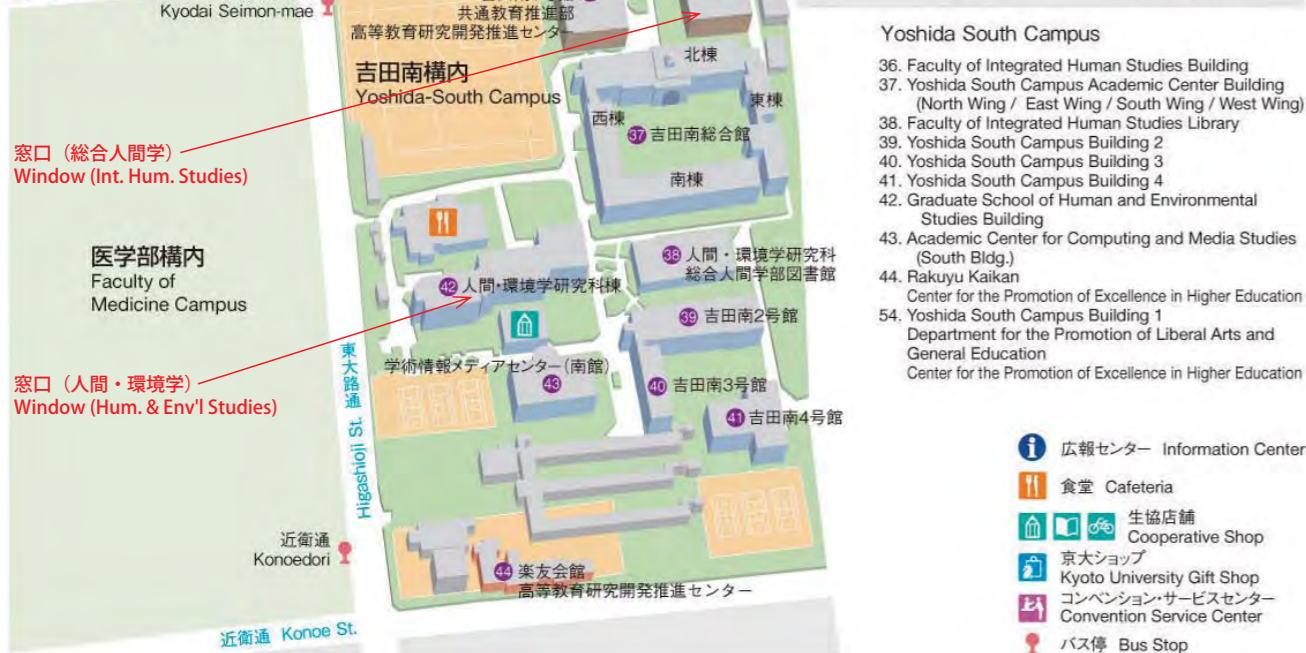 Kyodai Seimon-mae
共通教育推進部
高等教育研究開発推進センター
吉田南構内
Yoshida-South Campus
北棟
東棟
西棟
37 吉田南総合館
南棟
窓口（総合人間学）
Window (Int. Hum. Studies)
医学部構内
Faculty of
Medicine Campus
38 人間・環境学研究科
総合人間学部図書館
42 人間・環境学研究科棟
39 吉田南2号館
学術情報メディアセンター（南館）
43
40 吉田南3号館
41 吉田南4号館
窓口（人間・環境学）
Window (Hum. & Env'l Studies)
東大路通 Higashioji St.
近衛通
Konoedori
44 楽友会館
高等教育研究開発推進センター
近衛通 Konoe St.
Yoshida South Campus
36. Faculty of Integrated Human Studies Building
37. Yoshida South Campus Academic Center Building
(North Wing / East Wing / South Wing / West Wing)
38. Faculty of Integrated Human Studies Library
39. Yoshida South Campus Building 2
40. Yoshida South Campus Building 3
41. Yoshida South Campus Building 4
42. Graduate School of Human and Environmental
Studies Building
43. Academic Center for Computing and Media Studies
(South Bldg.)
44. Rakuyu Kaikan
Center for the Promotion of Excellence in Higher Education
54. Yoshida South Campus Building 1
Department for the Promotion of Liberal Arts and
General Education
Center for the Promotion of Excellence in Higher Education
広報センター Information Center
食堂 Cafeteria
生協店舗
Cooperative Shop
京大ショップ
Kyoto University Gift Shop
コンベンション・サービスセンター
Convention Service Center
バス停 Bus Stop